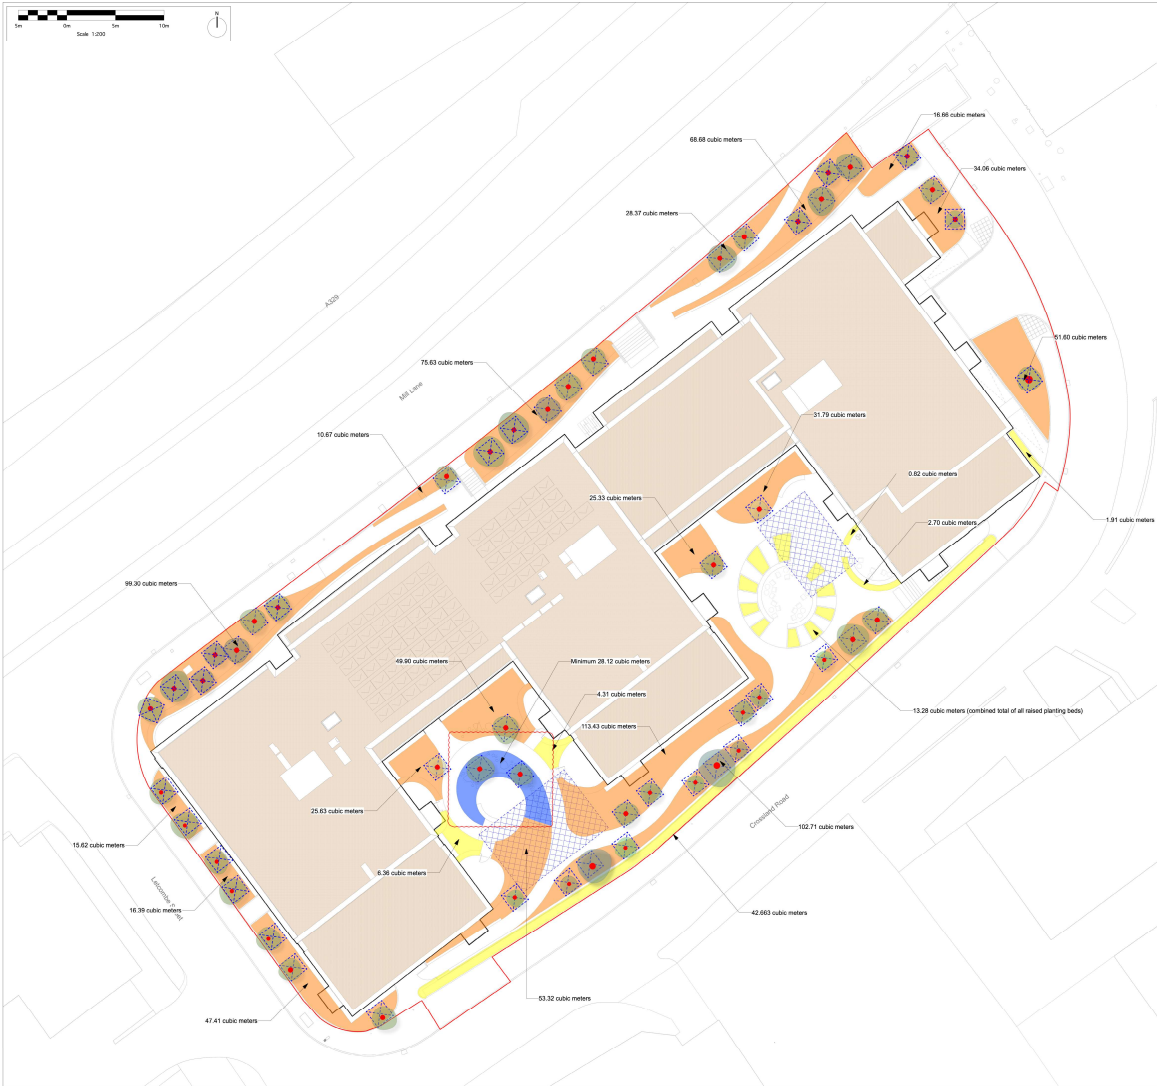 N
5m 0m 5m 10m
Scale 1:200
16.66 cubic meters
68.68 cubic meters
34.06 cubic meters
28.37 cubic meters
A329
51.60 cubic meters
75.63 cubic meters
Mill Lane
31.79 cubic meters
10.67 cubic meters
0.82 cubic meters
25.33 cubic meters
2.70 cubic meters
1.91 cubic meters
99.30 cubic meters
49.90 cubic meters
Minimum 28.12 cubic meters
4.31 cubic meters
13.28 cubic meters (combined total of all raised planting beds)
113.43 cubic meters
25.63 cubic meters
Crossland Road
102.71 cubic meters
15.62 cubic meters
6.36 cubic meters
Letcombe Street
16.39 cubic meters
42.663 cubic meters
53.32 cubic meters
47.41 cubic meters